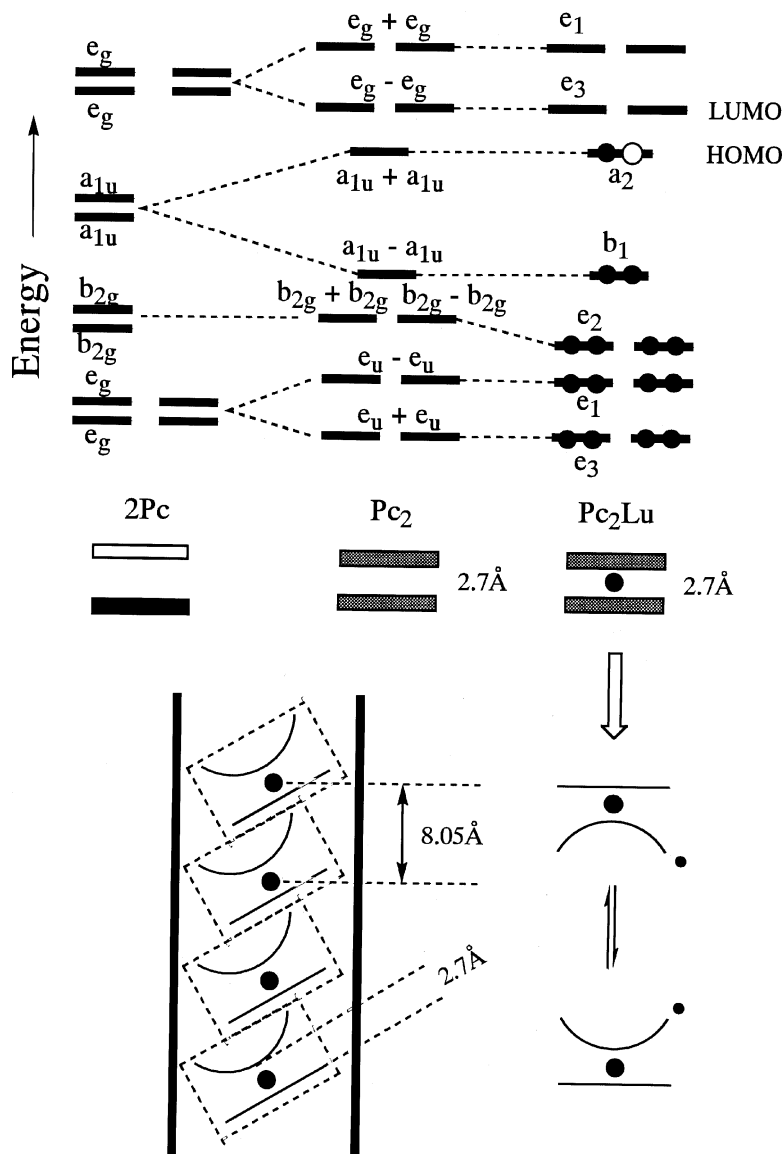 e_g + e_g
e_1
e_g
e_g
e_g - e_g
e_3
LUMO
HOMO
a_2
a_1u + a_1u
a_1u
a_1u
a_1u - a_1u
b_1
b_2g
b_2g + b_2g b_2g - b_2g
e_2
b_2g
e_u - e_u
e_g
e_1
e_g
e_u + e_u
e_3
Energy
2Pc
Pc_2
Pc_2Lu
2.7Å
2.7Å
8.05Å
2.7Å